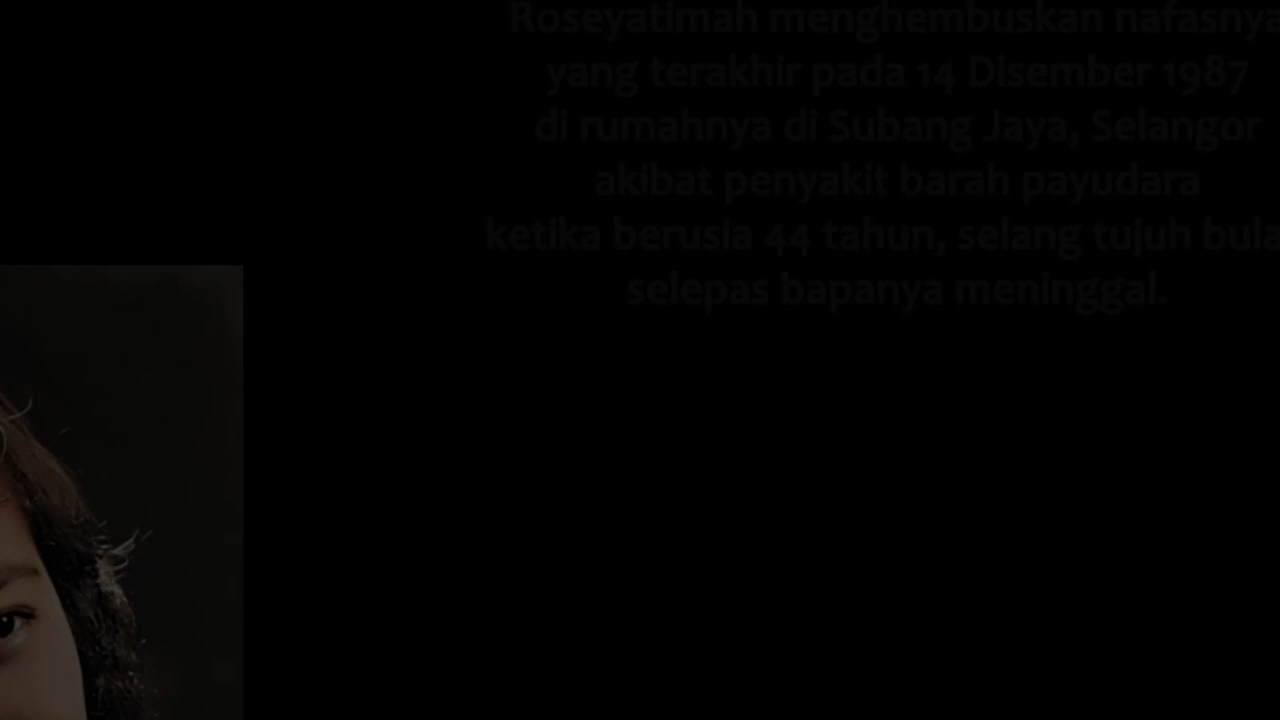 Roseyatimah menghembuskan nafasnya
yang terakhir pada 14 Disember 1987
di rumahnya di Subang Jaya, Selangor
akibat penyakit barah payudara
ketika berusia 44 tahun, selang tujuh bula
selepas bapanya meninggal.